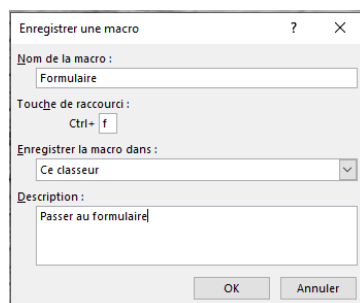 Enregistrer une macro ? ×
Nom de la macro :
Formulaire
Touche de raccourci :
Ctrl+ f
Enregistrer la macro dans :
Ce classeur
Description :
Passer au formulaire
OK Annuler